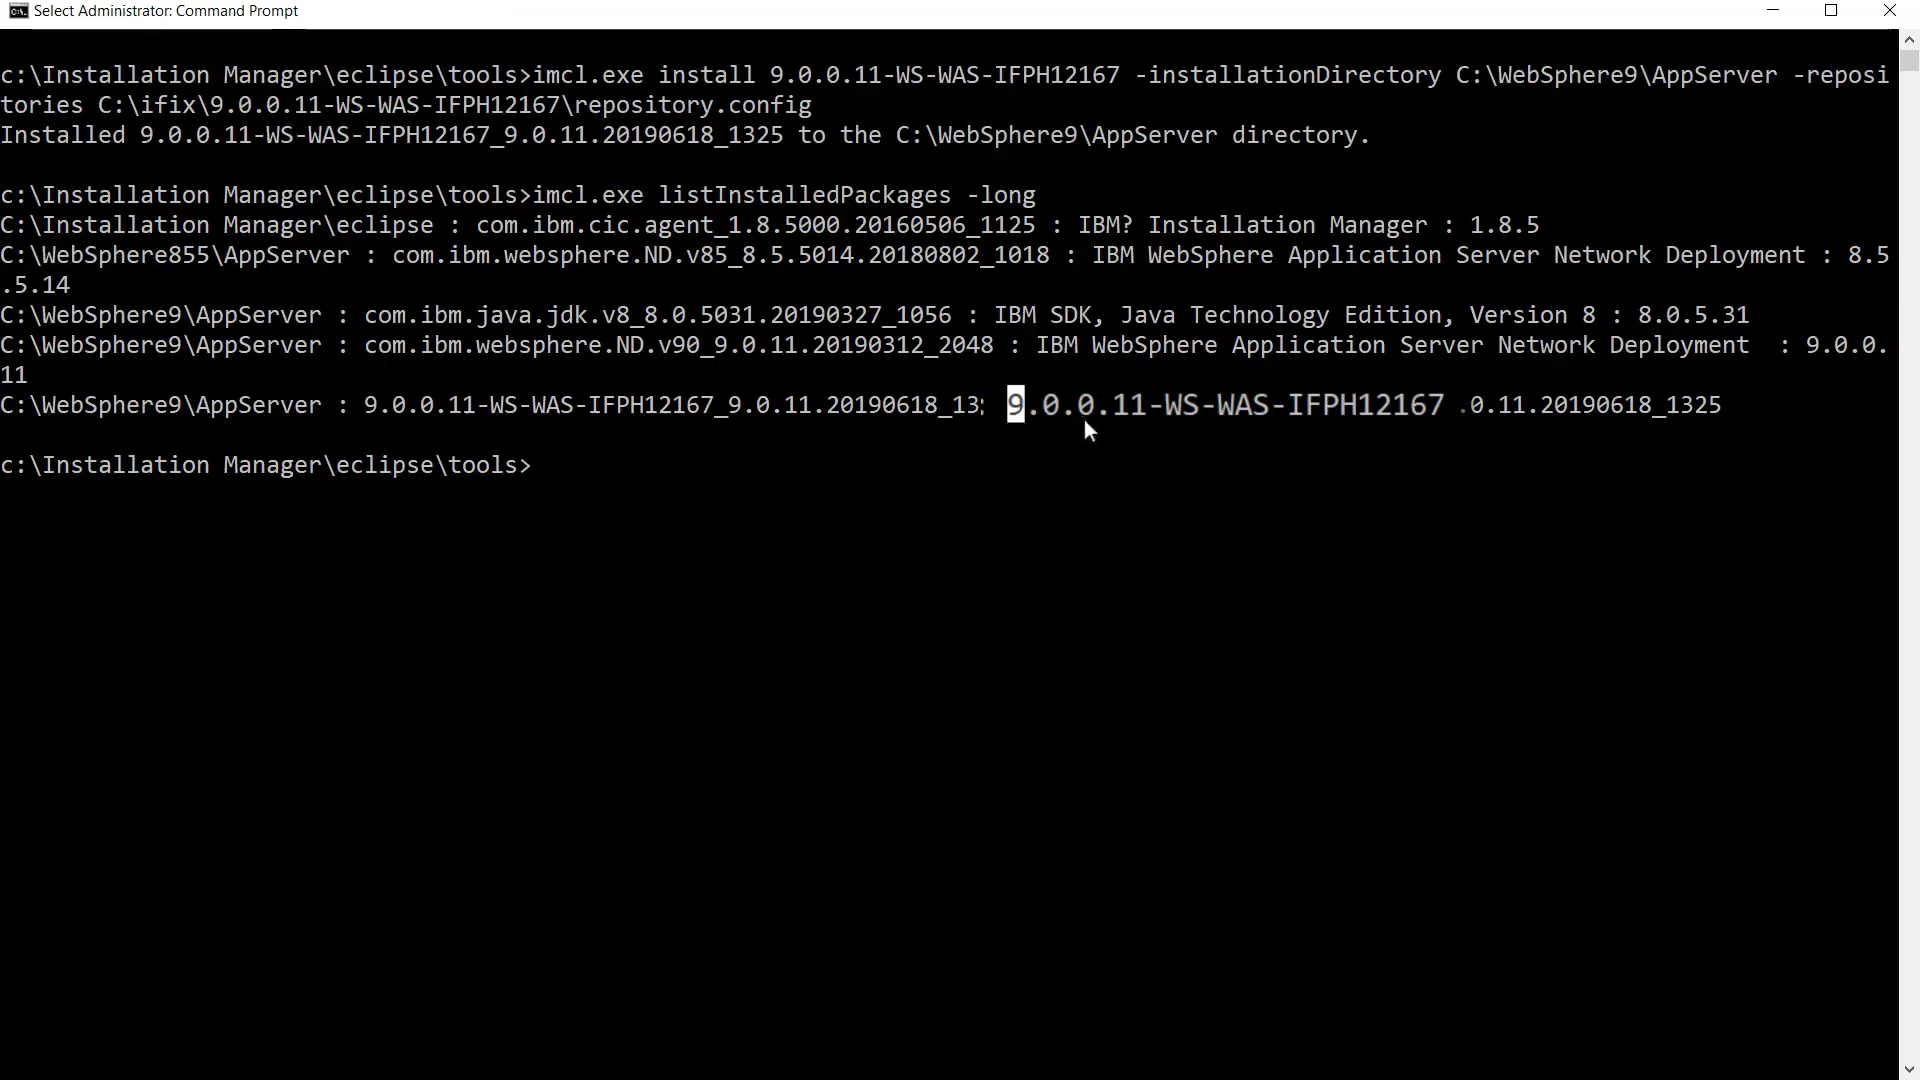 Select Administrator: Command Prompt
c:\Installation Manager\eclipse\tools>imcl.exe install 9.0.0.11-WS-WAS-IFPH12167 -installationDirectory C:\WebSphere9\AppServer -reposi
tories C:\ifix\9.0.0.11-WS-WAS-IFPH12167\repository.config
Installed 9.0.0.11-WS-WAS-IFPH12167_9.0.11.20190618_1325 to the C:\WebSphere9\AppServer directory.
c:\Installation Manager\eclipse\tools>imcl.exe listInstalledPackages -long
C:\Installation Manager\eclipse : com.ibm.cic.agent_1.8.5000.20160506_1125 : IBM? Installation Manager : 1.8.5
C:\WebSphere855\AppServer : com.ibm.websphere.ND.v85_8.5.5014.20180802_1018 : IBM WebSphere Application Server Network Deployment : 8.5
.5.14
C:\WebSphere9\AppServer : com.ibm.java.jdk.v8_8.0.5031.20190327_1056 : IBM SDK, Java Technology Edition, Version 8 : 8.0.5.31
C:\WebSphere9\AppServer : com.ibm.websphere.ND.v90_9.0.11.20190312_2048 : IBM WebSphere Application Server Network Deployment  : 9.0.0.
11
C:\WebSphere9\AppServer : 9.0.0.11-WS-WAS-IFPH12167_9.0.11.20190618_13 9.0.0.11-WS-WAS-IFPH12167 .0.11.20190618_1325
c:\Installation Manager\eclipse\tools>